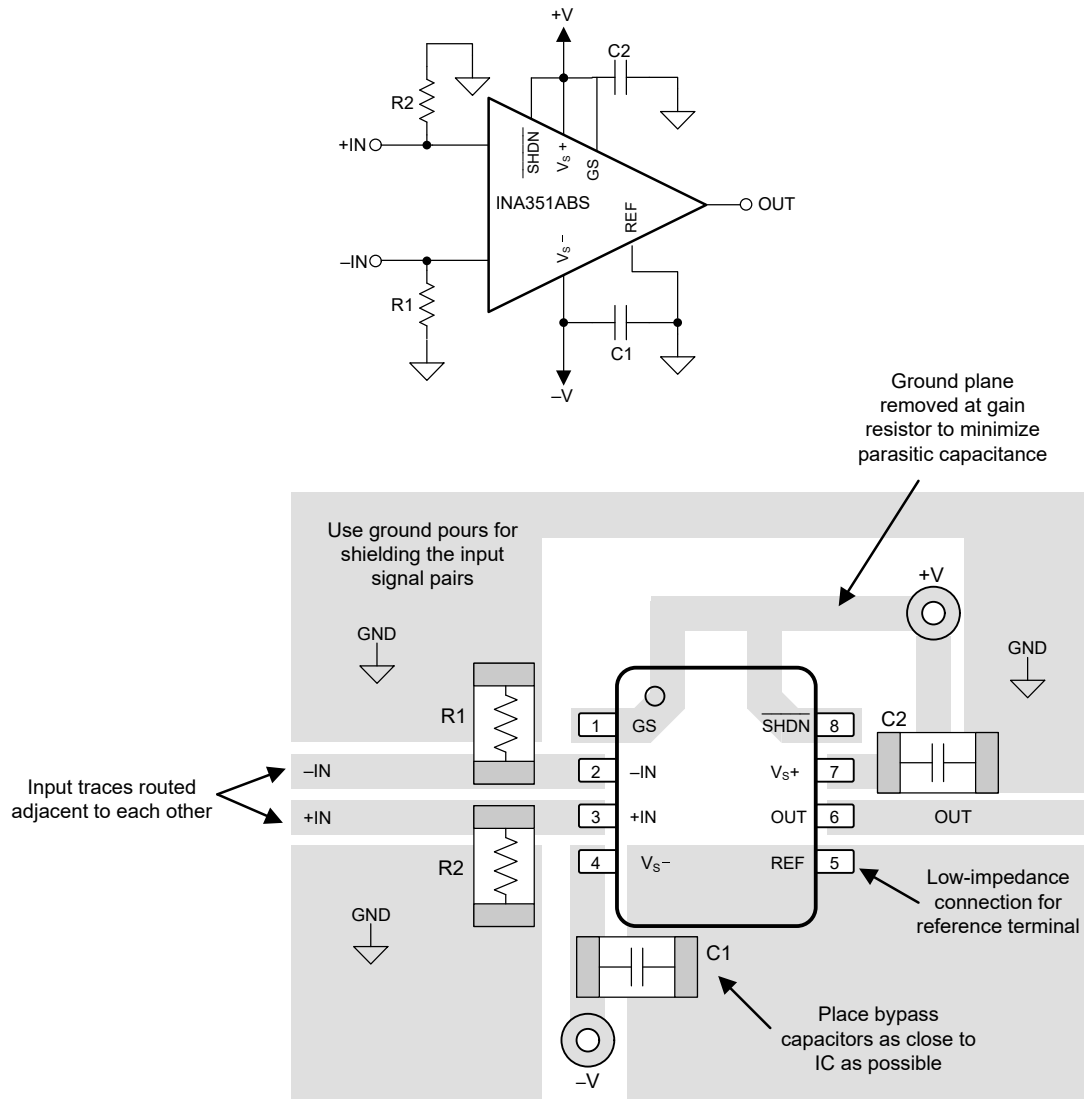 +V
C2
R2
+IN
SHDN
VS+
GS
INA351ABS
OUT
REF
VS–
–IN
R1
C1
–V
Ground plane
removed at gain
resistor to minimize
parasitic capacitance
Use ground pours for
shielding the input
signal pairs
+V
GND
GND
R1
C2
1 GS
SHDN 8
–IN
2 –IN
VS+ 7
Input traces routed
adjacent to each other
+IN
3 +IN
OUT 6
OUT
R2
4 VS–
REF 5
Low-impedance
connection for
reference terminal
GND
C1
Place bypass
capacitors as close to
IC as possible
–V